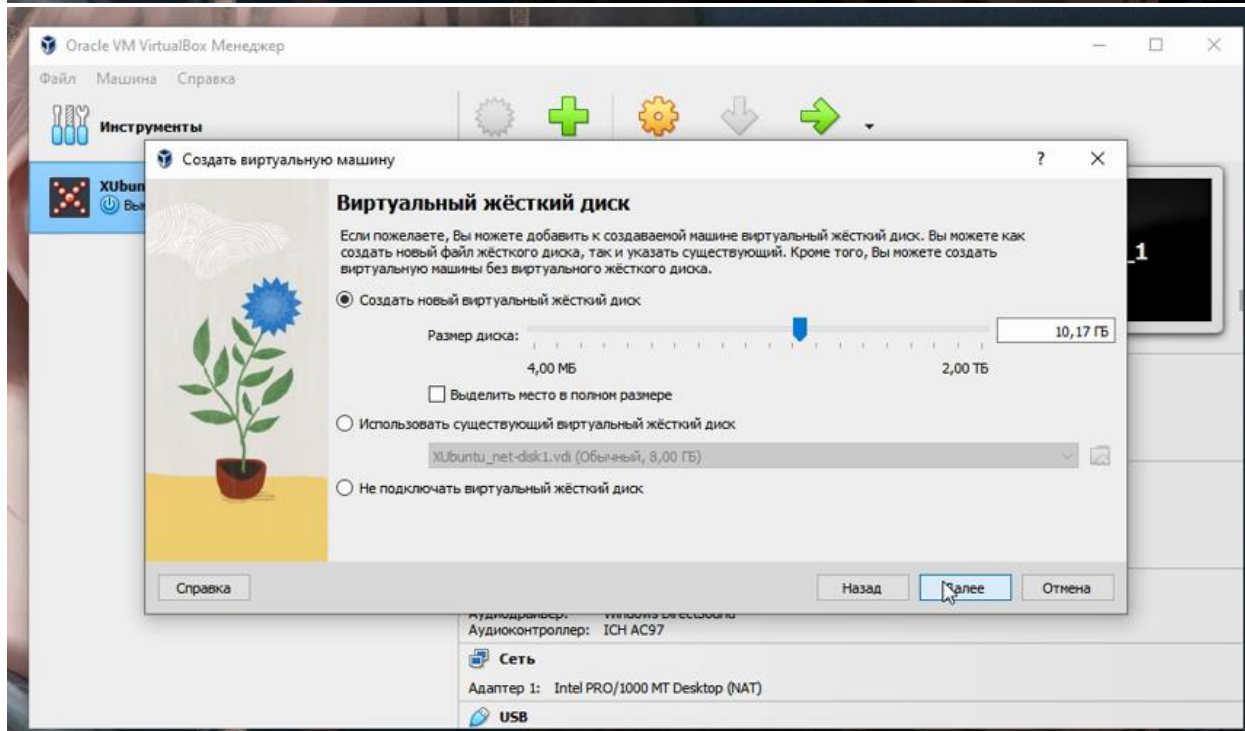 Oracle VM VirtualBox Менеджер
Файл Машина Справка
Инструменты
Создать виртуальную машину
?
XUbun
Вы
Виртуальный жёсткий диск
Если пожелаете, Вы можете добавить к создаваемой машине виртуальный жёсткий диск. Вы можете как
создать новый файл жёсткого диска, так и указать существующий. Кроме того, Вы можете создать
виртуальную машины без виртуального жёсткого диска.
_1
Создать новый виртуальный жёсткий диск
Размер диска:
10,17 ГБ
4,00 МБ 2,00 ТБ
Выделить место в полном размере
Использовать существующий виртуальный жёсткий диск
XUbuntu_net-disk1.vdi (Обычный, 8,00 ГБ)
Не подключать виртуальный жёсткий диск
Справка Назад Далее Отмена
Аудиодрайвер: Windows DirectSound
Аудиоконтроллер: ICH AC97
Сеть
Адаптер 1: Intel PRO/1000 MT Desktop (NAT)
USB